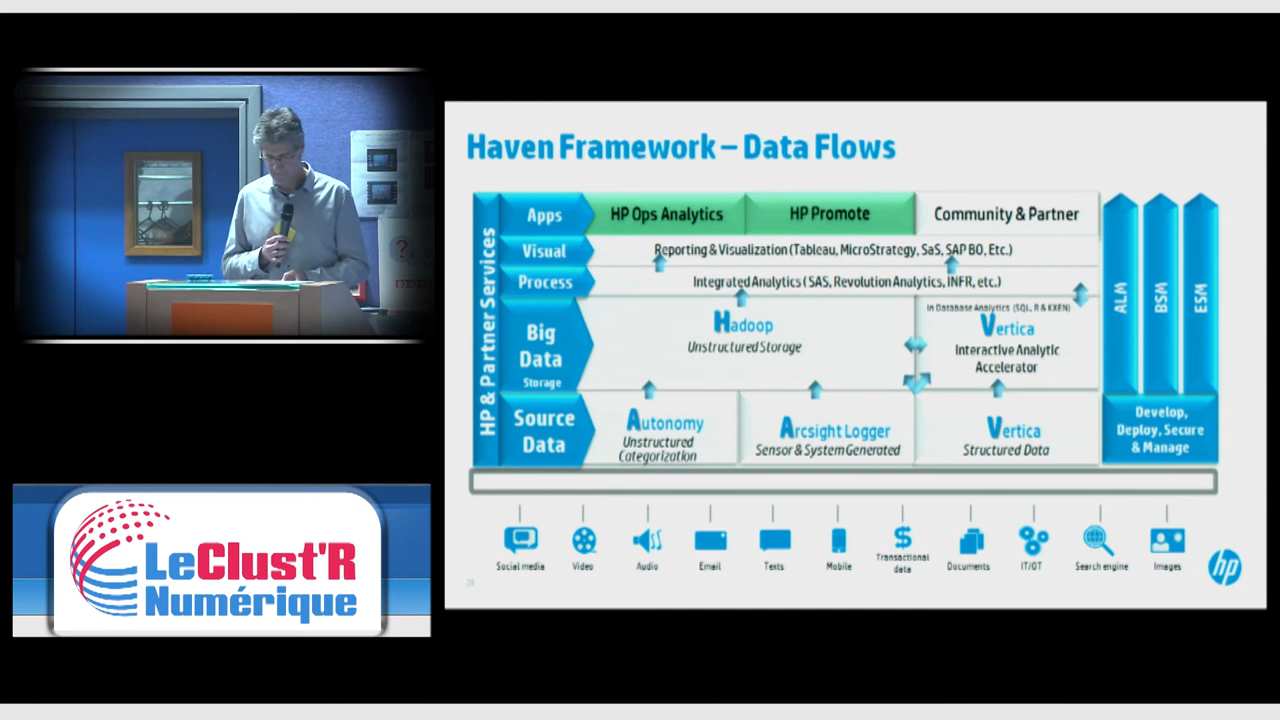 Haven Framework – Data Flows
HP & Partner Services
Apps
HP Ops Analytics
HP Promote
Community & Partner
Visual
Reporting & Visualization (Tableau, MicroStrategy, SaS, SAP BO, Etc.)
Process
Integrated Analytics ( SAS, Revolution Analytics, INFR, etc.)
Big
Data
Storage
Hadoop
Unstructured Storage
In Database Analytics (SQL, R & KXEN)
Vertica
Interactive Analytic
Accelerator
Source
Data
Autonomy
Unstructured
Categorization
Arcsight Logger
Sensor & System Generated
Vertica
Structured Data
ALM
BSM
ESM
Develop,
Deploy, Secure
& Manage
Social media
Video
Audio
Email
Texts
Mobile
Transactional
data
Documents
IT/OT
Search engine
Images
28
hp
LeClust'R
Numérique
?